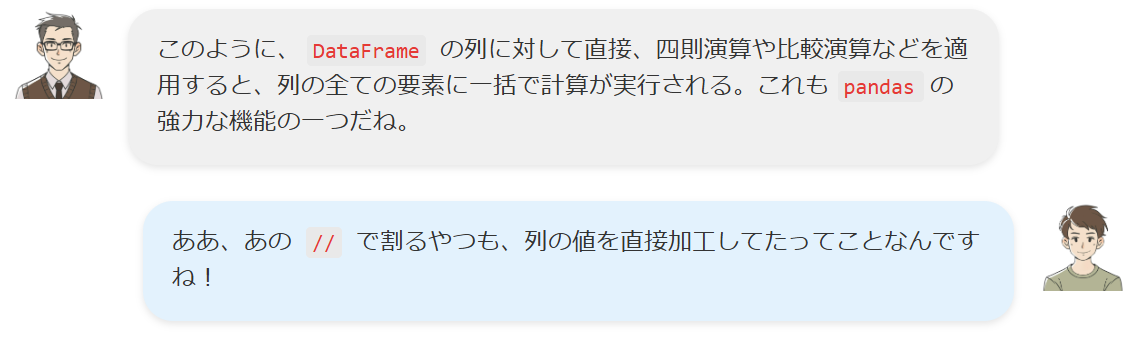 このように、 DataFrame の列に対して直接、四則演算や比較演算などを適
用すると、列の全ての要素に一括で計算が実行される。これも pandas の
強力な機能の一つだね。
ああ、あの // で割るやつも、列の値を直接加工してたってことなんです
ね！